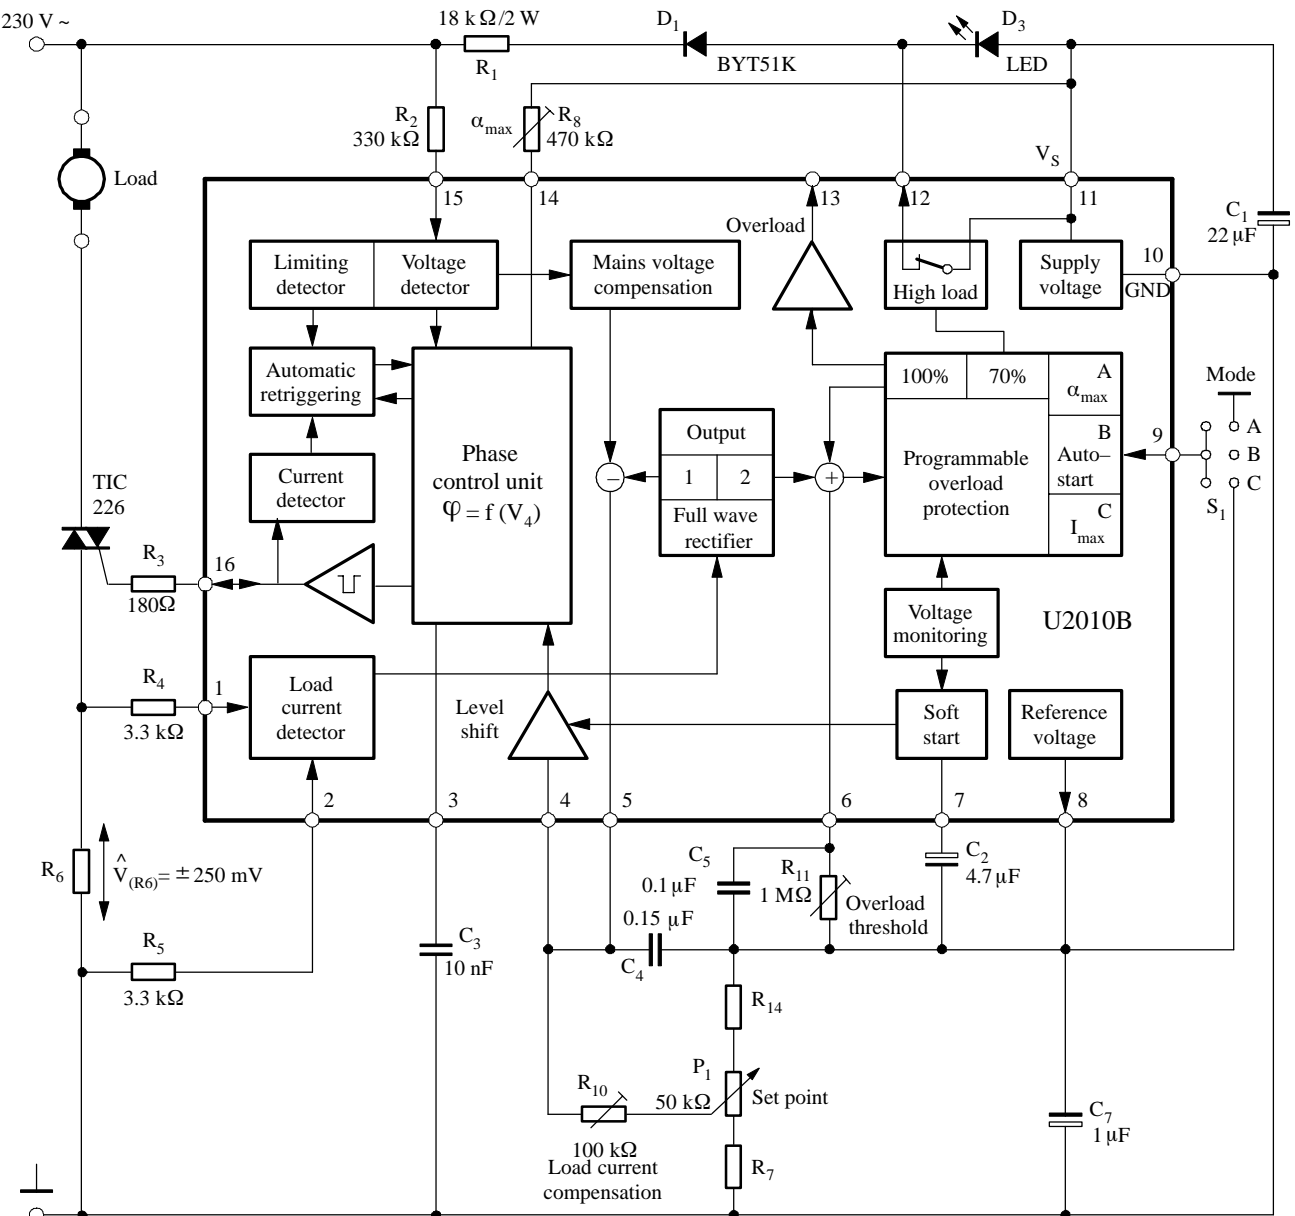 230 V ~
18 kΩ/2 W
R1
D1
BYT51K
D3
LED
R2
330 kΩ
αmax
R8
470 kΩ
VS
Load
15
14
13
12
11
C1
22 µF
Overload
Limiting
detector
Voltage
detector
Mains voltage
compensation
High load
Supply
voltage
10
GND
Automatic
retriggering
100%
70%
A
αmax
Mode
A
B
C
S1
9
B
Auto–
start
C
Imax
Programmable
overload
protection
Output
1
2
Full wave
rectifier
–
+
Phase
control unit
φ = f (V4)
Current
detector
TIC
226
R3
180Ω
16
Voltage
monitoring
U2010B
R4
3.3 kΩ
1
Load
current
detector
Level
shift
Soft
start
Reference
voltage
2
3
4
5
6
7
8
R6
^
V(R6) = ± 250 mV
C5
0.1 µF
R11
1 MΩ
Overload
threshold
C2
4.7 µF
0.15 µF
C4
R5
3.3 kΩ
C3
10 nF
R14
P1
50 kΩ
Set point
R10
100 kΩ
Load current
compensation
R7
C7
1 µF